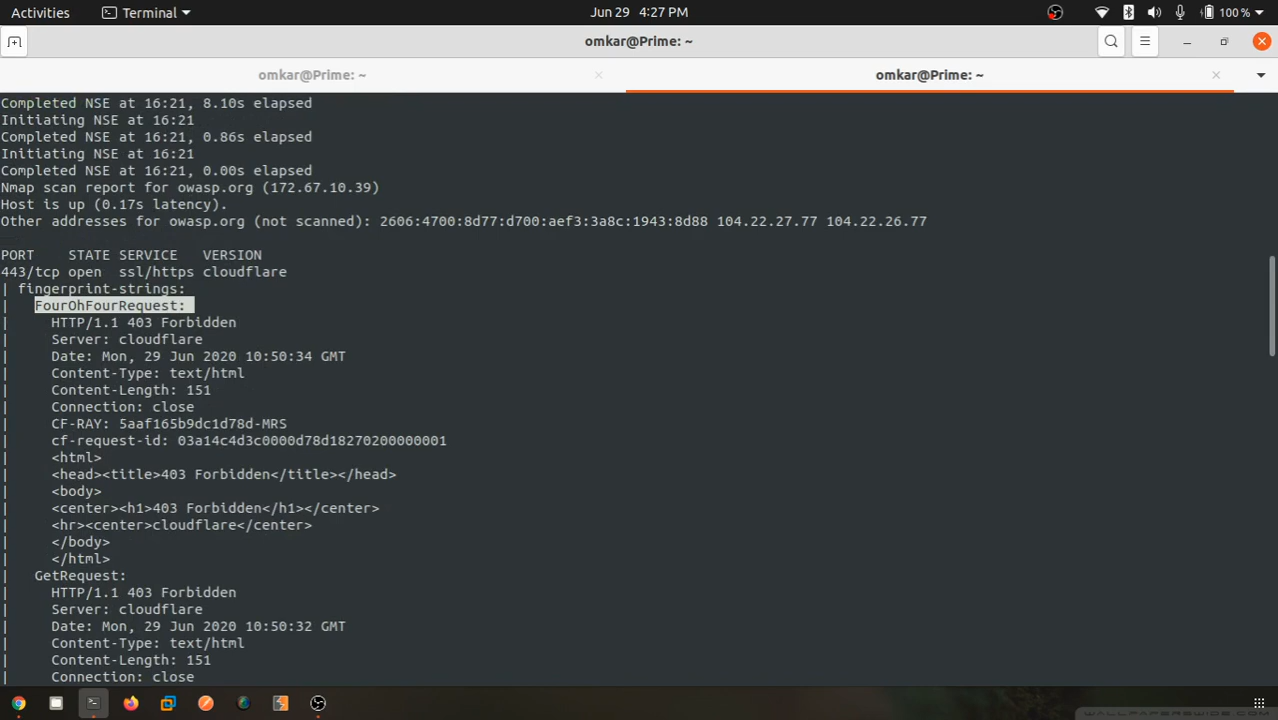 Activities Terminal Jun 29 4:27 PM 100 %
omkar@Prime: ~
omkar@Prime: ~ omkar@Prime: ~
Completed NSE at 16:21, 8.10s elapsed
Initiating NSE at 16:21
Completed NSE at 16:21, 0.86s elapsed
Initiating NSE at 16:21
Completed NSE at 16:21, 0.00s elapsed
Nmap scan report for owasp.org (172.67.10.39)
Host is up (0.17s latency).
Other addresses for owasp.org (not scanned): 2606:4700:8d77:d700:aef3:3a8c:1943:8d88 104.22.27.77 104.22.26.77
PORT STATE SERVICE VERSION
443/tcp open ssl/https cloudflare
| fingerprint-strings:
| FourOhFourRequest:
| HTTP/1.1 403 Forbidden
| Server: cloudflare
| Date: Mon, 29 Jun 2020 10:50:34 GMT
| Content-Type: text/html
| Content-Length: 151
| Connection: close
| CF-RAY: 5aaf165b9dc1d78d-MRS
| cf-request-id: 03a14c4d3c0000d78d18270200000001
| <html>
| <head><title>403 Forbidden</title></head>
| <body>
| <center><h1>403 Forbidden</h1></center>
| <hr><center>cloudflare</center>
| </body>
| </html>
| GetRequest:
| HTTP/1.1 403 Forbidden
| Server: cloudflare
| Date: Mon, 29 Jun 2020 10:50:32 GMT
| Content-Type: text/html
| Content-Length: 151
| Connection: close